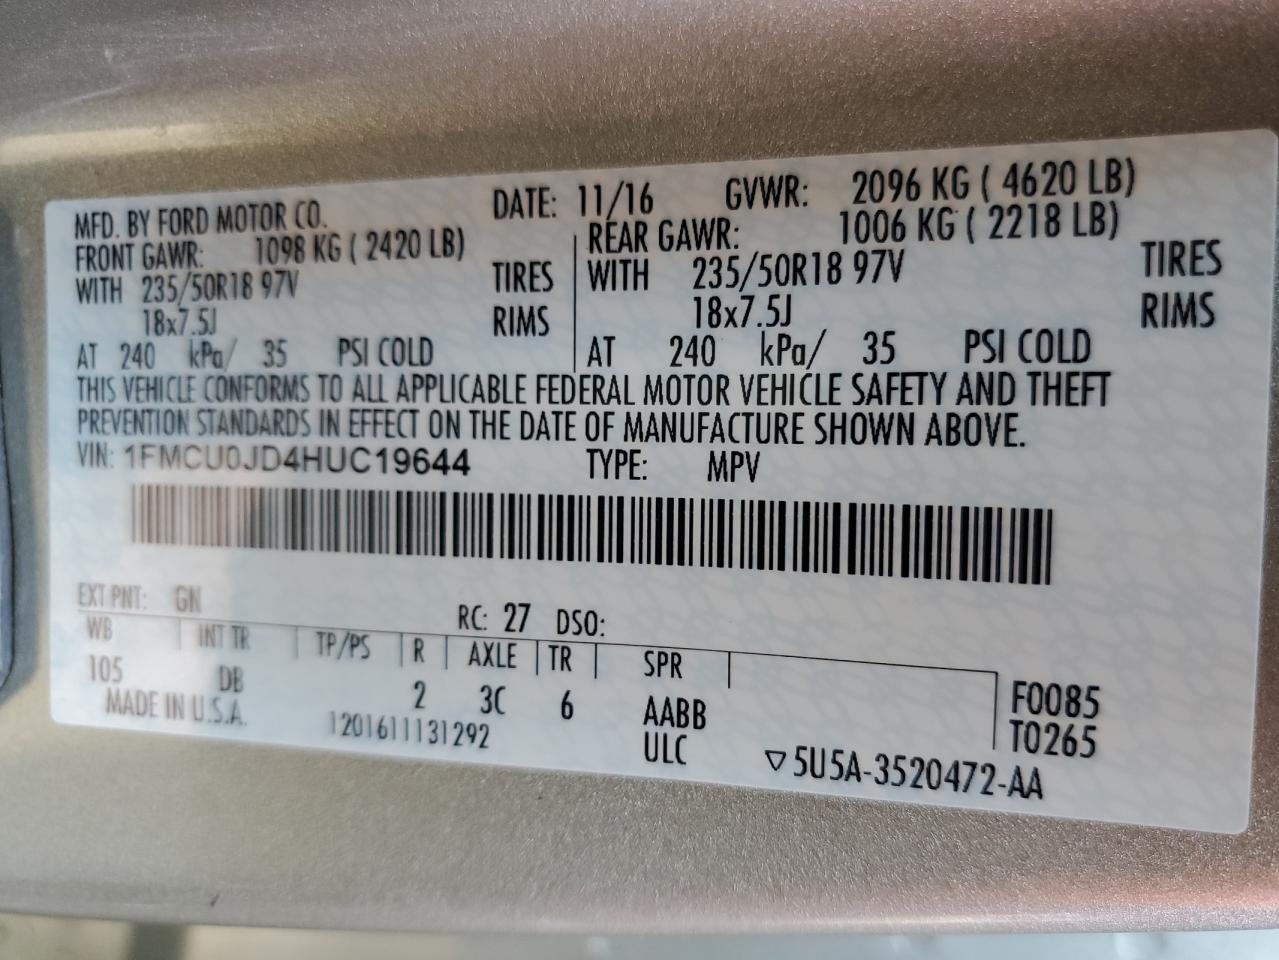 MFD. BY FORD MOTOR CO. DATE: 11/16 GVWR: 2096 KG ( 4620 LB)
FRONT GAWR: 1098 KG ( 2420 LB) REAR GAWR: 1006 KG ( 2218 LB)
WITH 235/50R18 97V TIRES WITH 235/50R18 97V TIRES
18x7.5J RIMS 18x7.5J RIMS
AT 240 kPa/ 35 PSI COLD AT 240 kPa/ 35 PSI COLD
THIS VEHICLE CONFORMS TO ALL APPLICABLE FEDERAL MOTOR VEHICLE SAFETY AND THEFT
PREVENTION STANDARDS IN EFFECT ON THE DATE OF MANUFACTURE SHOWN ABOVE.
VIN: 1FMCU0JD4HUC19644 TYPE: MPV
EXT PNT: GN RC: 27 DSO:
WB INT TR TP/PS R AXLE TR SPR
105 DB 2 3C 6 AABB F0085
MADE IN U.S.A. 1201611131292 ULC T0265
▽5U5A-3520472-AA